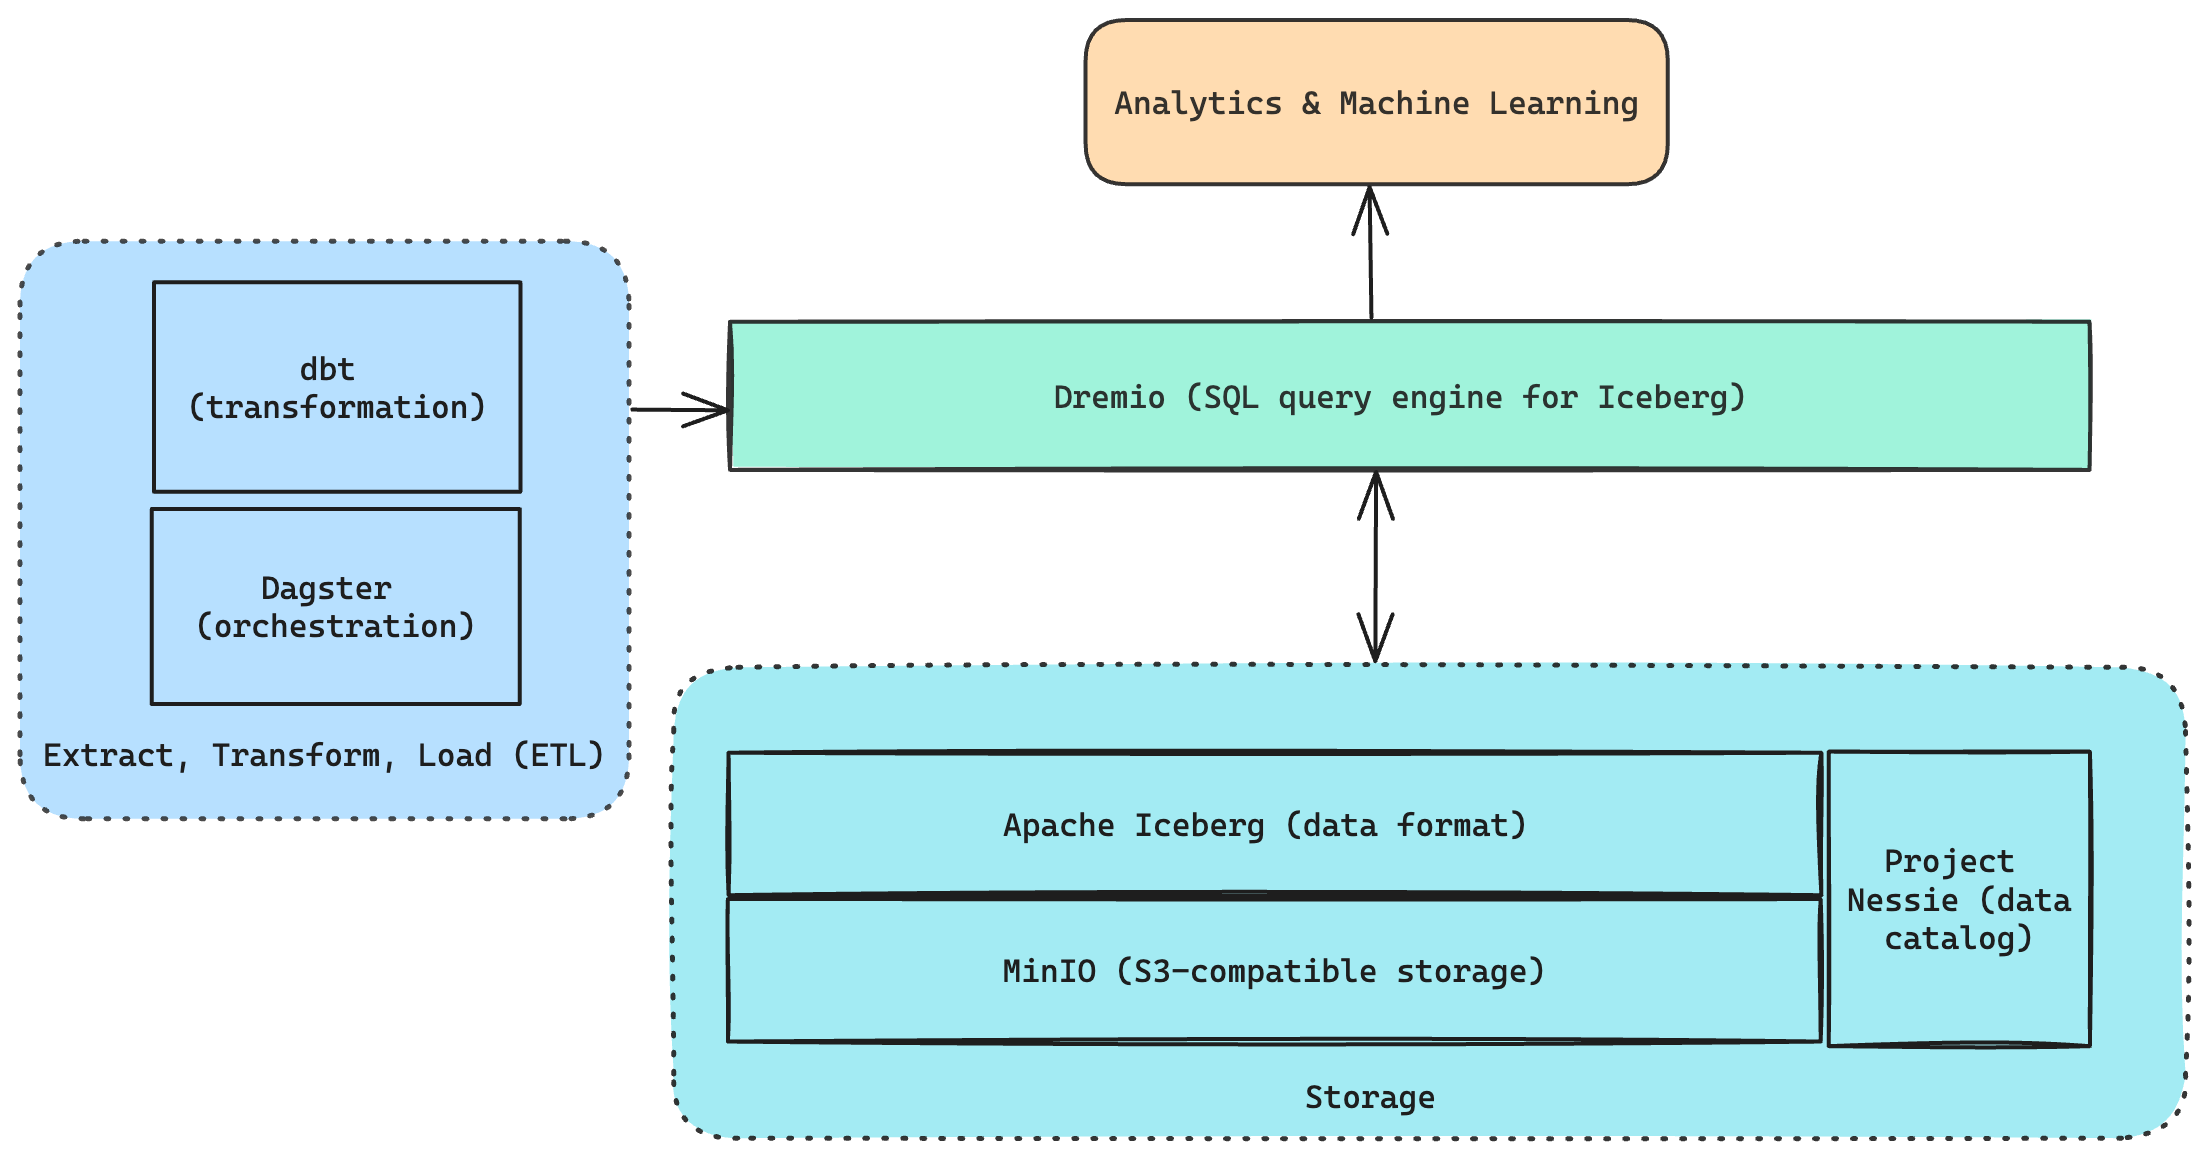 Analytics & Machine Learning
dbt
(transformation)
Dagster
(orchestration)
Extract, Transform, Load (ETL)
Dremio (SQL query engine for Iceberg)
Apache Iceberg (data format)
MinIO (S3-compatible storage)
Project
Nessie (data
catalog)
Storage